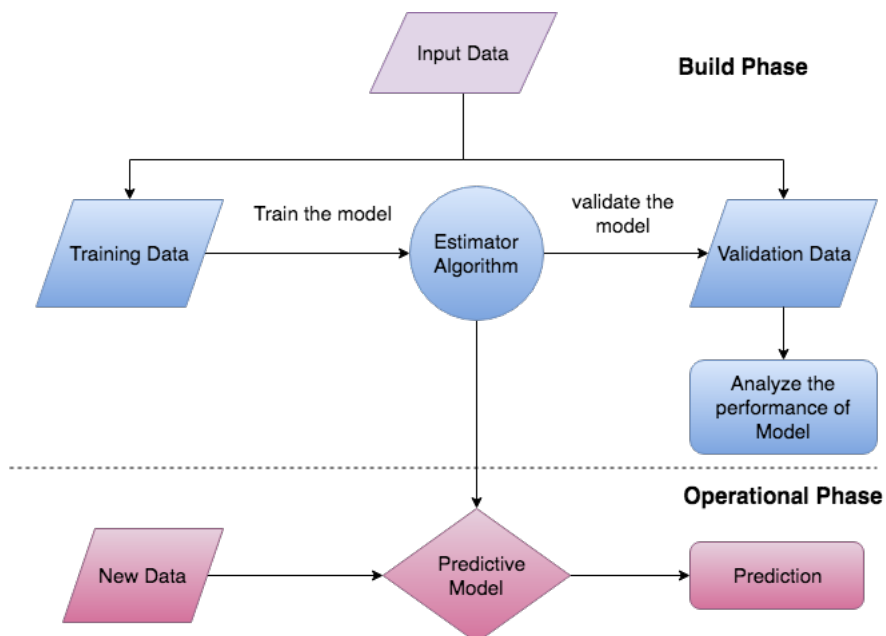 Input Data
Build Phase
Training Data
Train the model
Estimator
Algorithm
validate the
model
Validation Data
Analyze the
performance of
Model
Operational Phase
New Data
Predictive
Model
Prediction